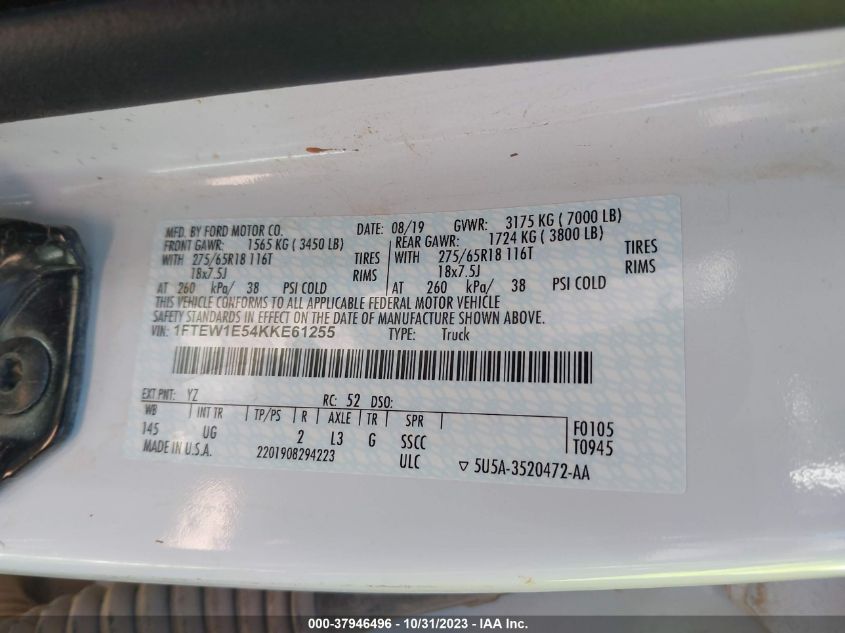 MFD. BY FORD MOTOR CO. DATE: 08/19 GVWR: 3175 KG ( 7000 LB)
FRONT GAWR: 1565 KG ( 3450 LB) REAR GAWR: 1724 KG ( 3800 LB)
WITH 275/65R18 116T TIRES WITH 275/65R18 116T TIRES
18x7.5J RIMS 18x7.5J RIMS
AT 260 kPa/ 38 PSI COLD AT 260 kPa/ 38 PSI COLD
THIS VEHICLE CONFORMS TO ALL APPLICABLE FEDERAL MOTOR VEHICLE
SAFETY STANDARDS IN EFFECT ON THE DATE OF MANUFACTURE SHOWN ABOVE.
VIN: 1FTEW1E54KKE61255 TYPE: Truck
EXT PNT: YZ RC: 52 DSO:
WB INT TR TP/PS R AXLE TR SPR F0105
145 UG 2 L3 G SSCC T0945
MADE IN U.S.A. 2201908294223 ULC ▽ 5U5A-3520472-AA
000-37946496 - 10/31/2023 - IAA Inc.